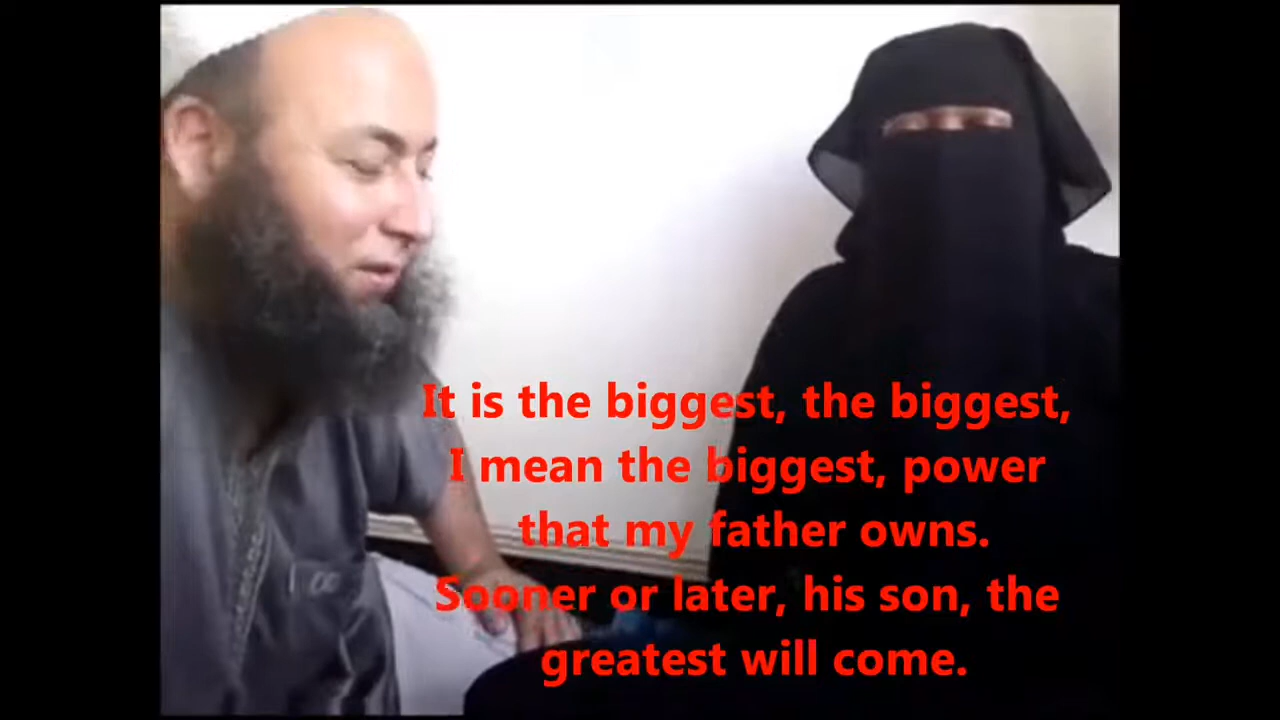 It is the biggest, the biggest,
I mean the biggest, power
that my father owns.
Sooner or later, his son, the
greatest will come.